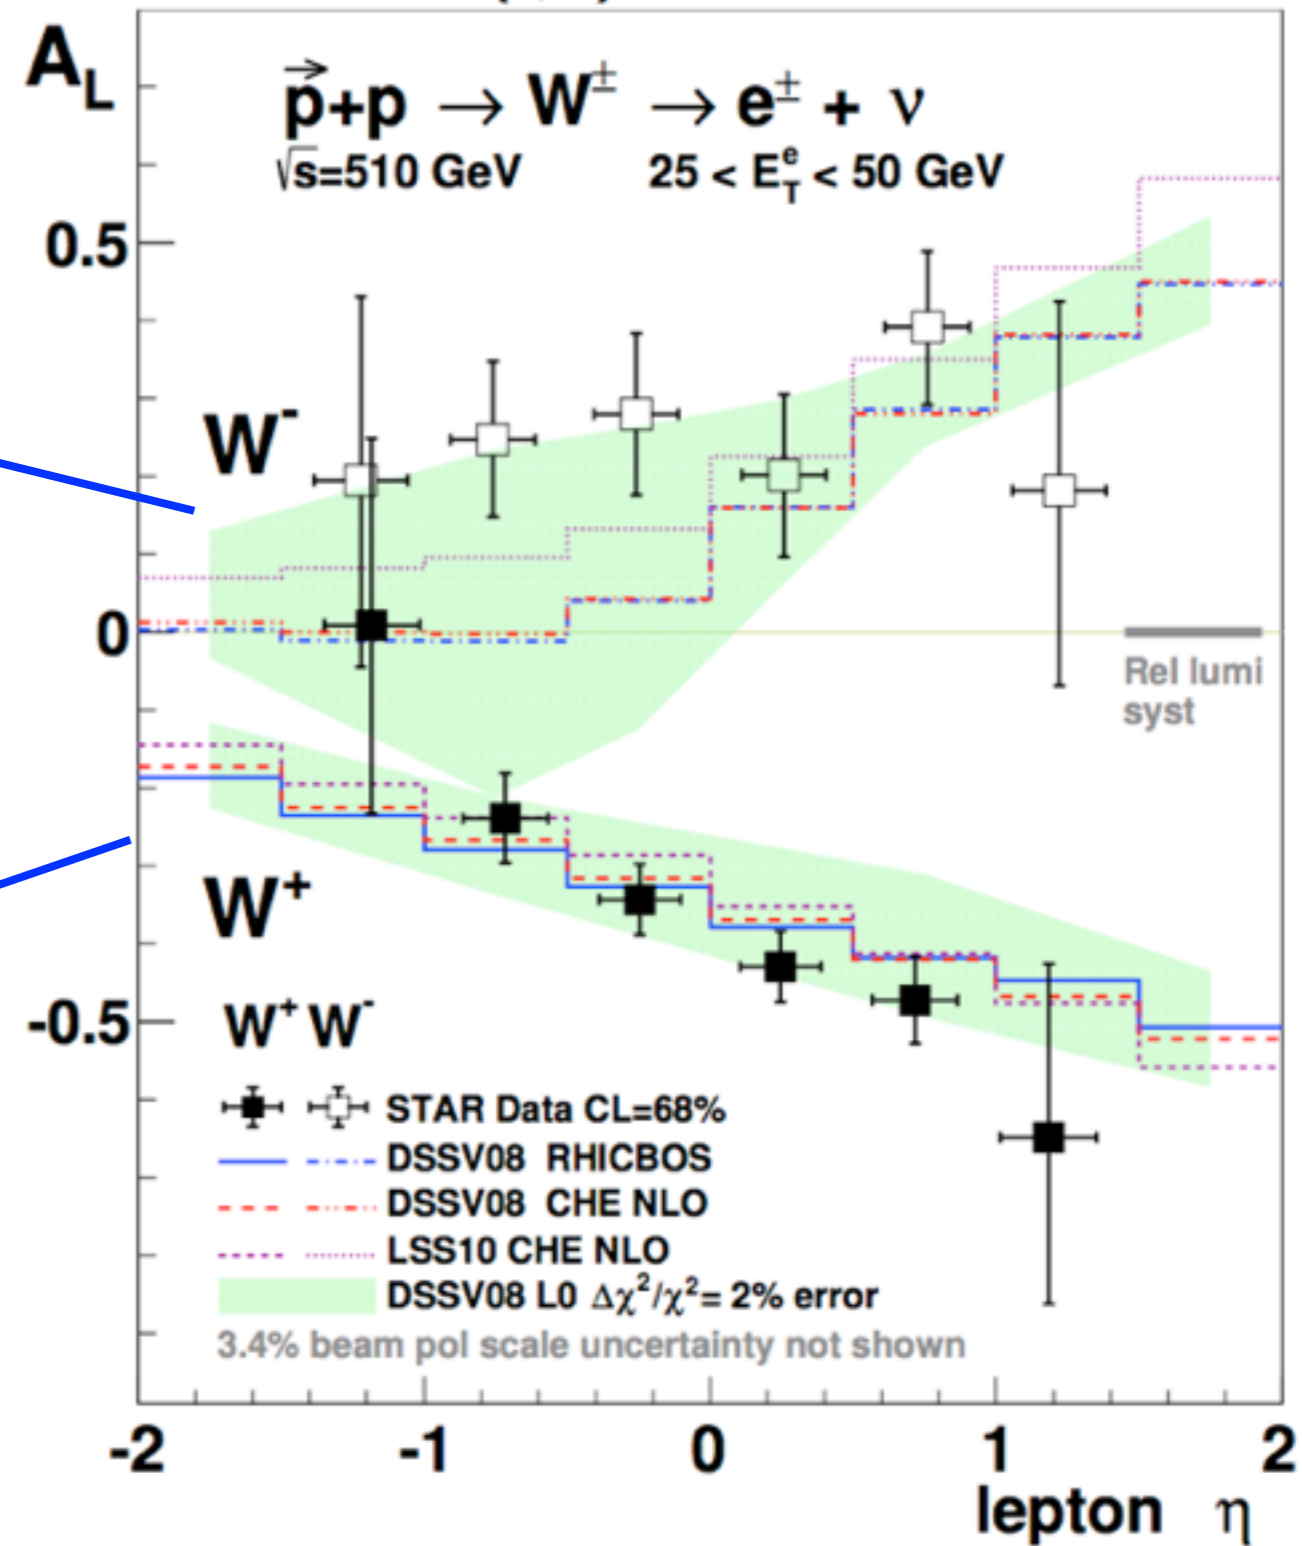 A_L
p⃗+p → W^± → e^± + ν
√s=510 GeV 25 < E_T^e < 50 GeV
0.5
W^-
0
Rel lumi
syst
W^+
W^+ W^-
-0.5
STAR Data CL=68%
DSSV08 RHICBOS
DSSV08 CHE NLO
LSS10 CHE NLO
DSSV08 L0 Δχ²/χ²= 2% error
3.4% beam pol scale uncertainty not shown
-2 -1 0 1 2
lepton η